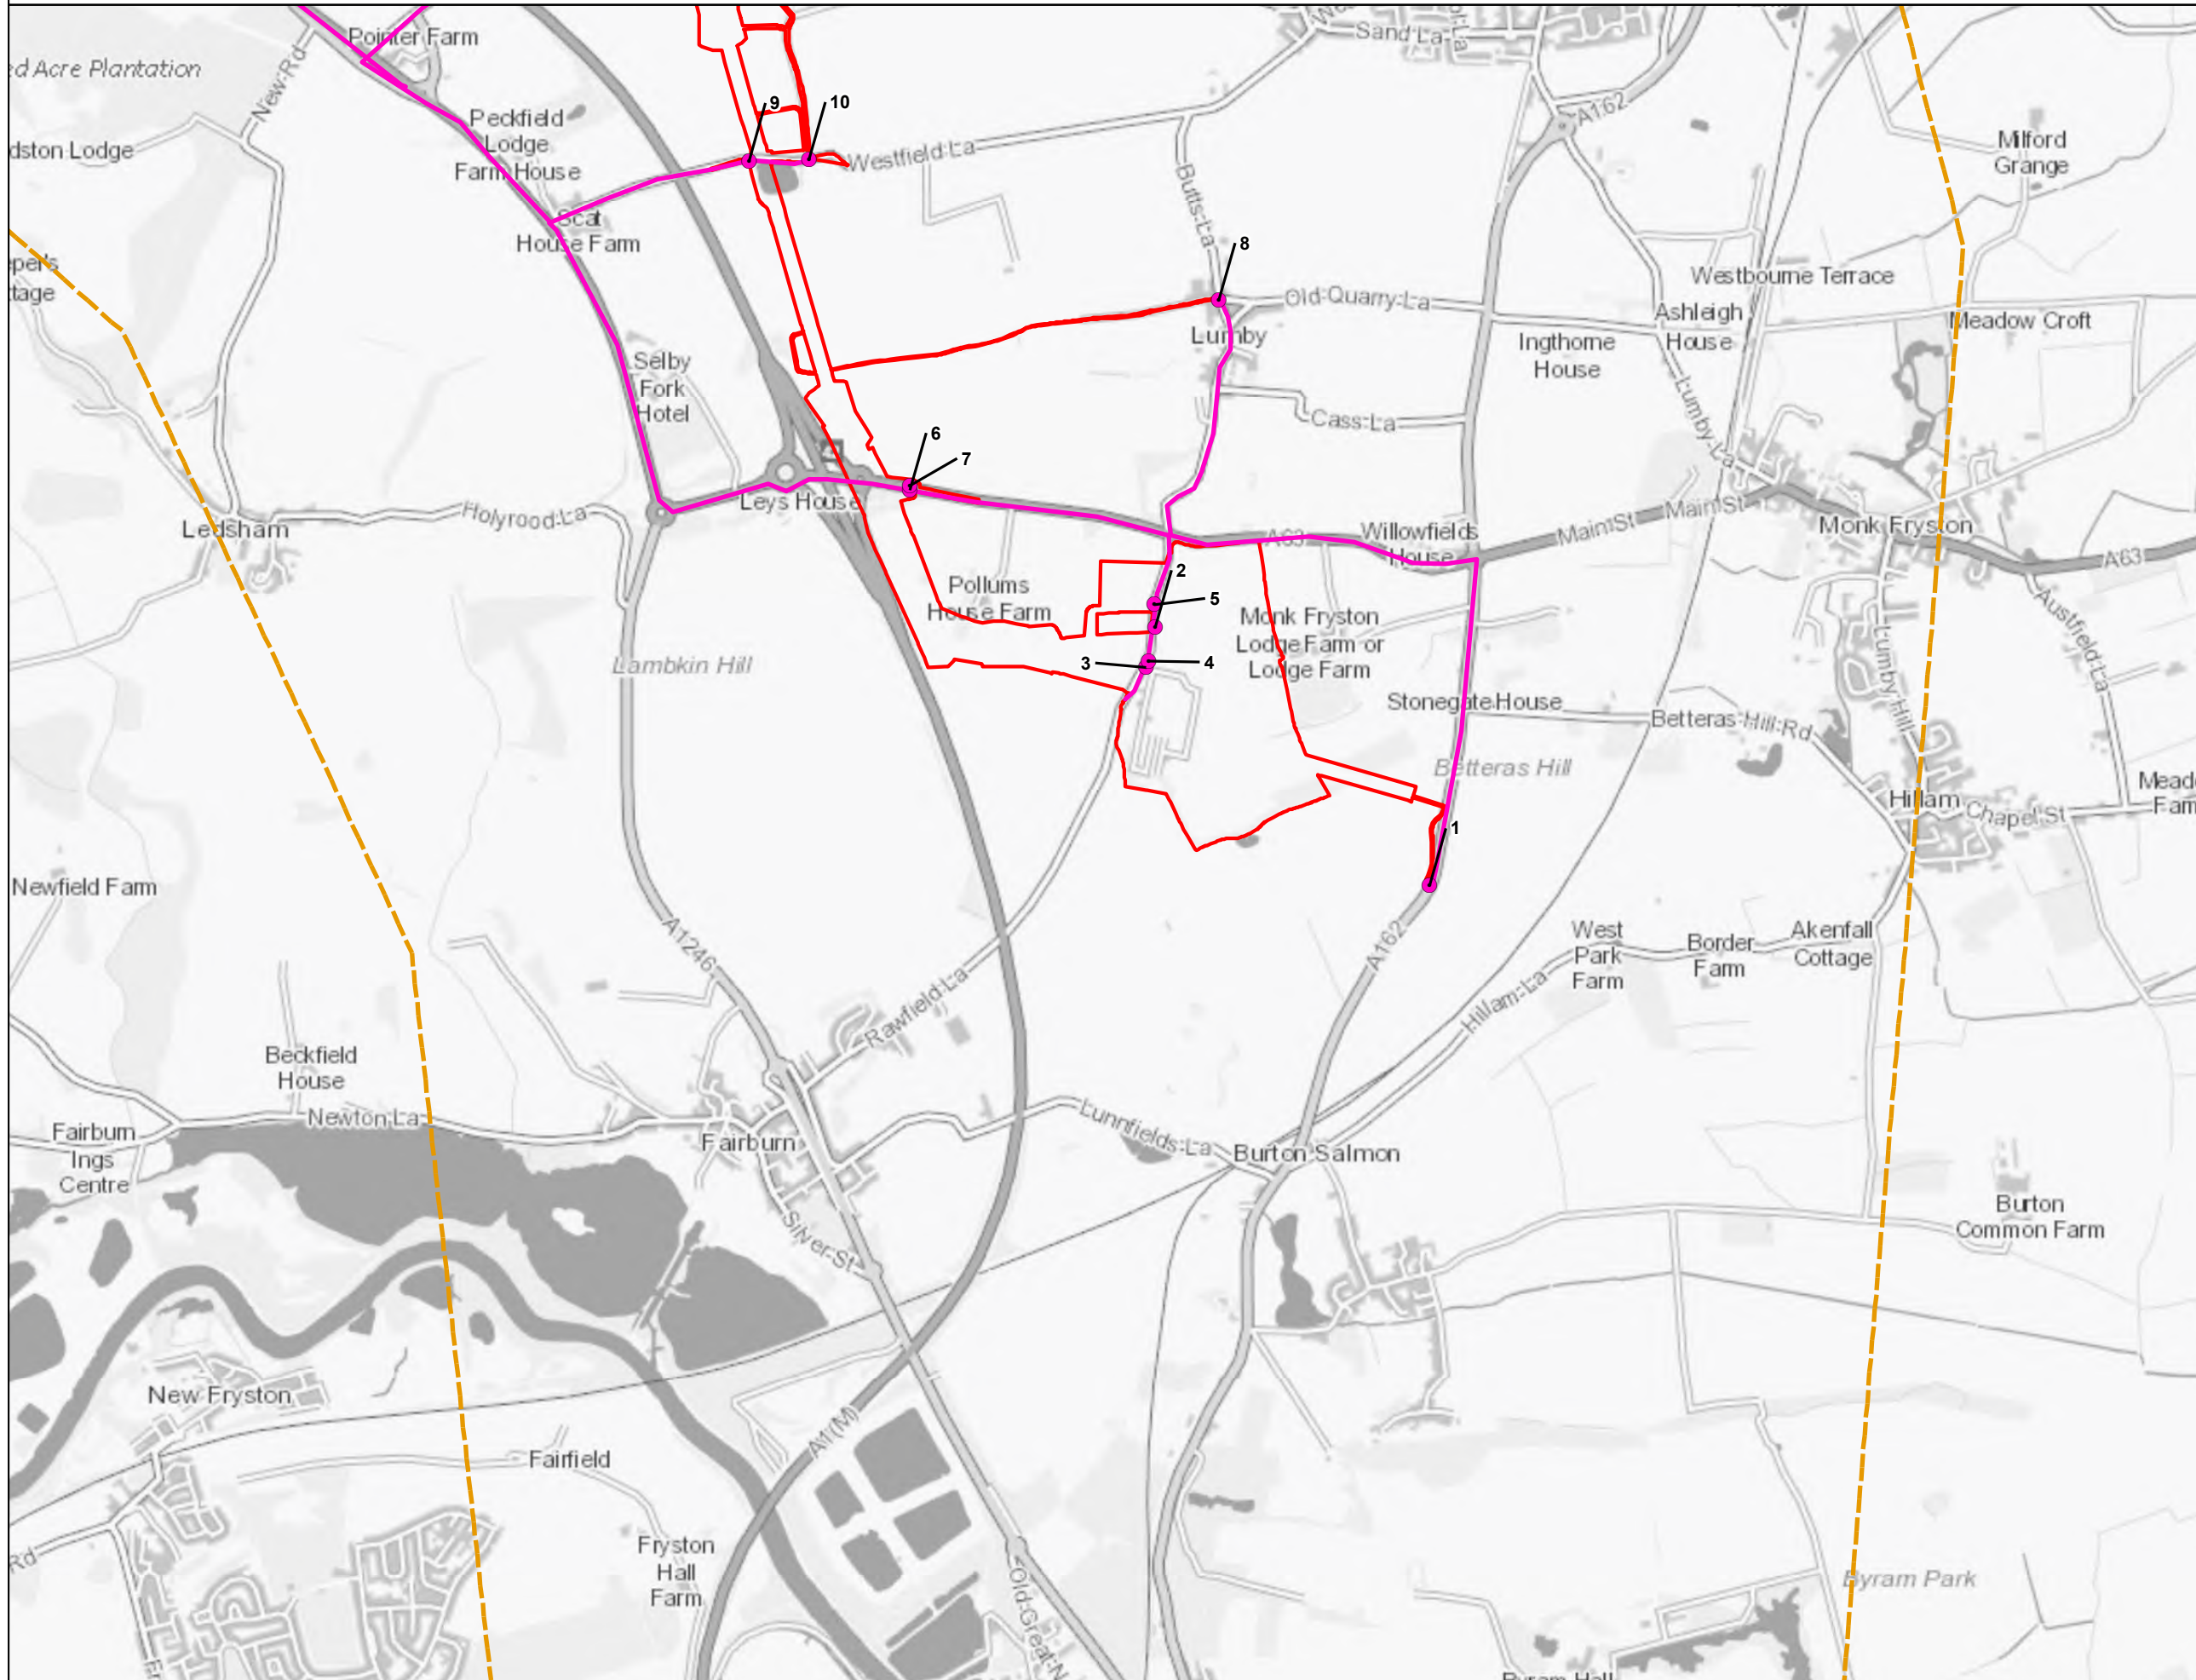 Pointer Farm
Sand La
A162
New Rd
Peckfield
Lodge
Farm House
9
10
Westfield La
Milford
Grange
Scat
House Farm
Butts La
8
Westbourne Terrace
Old Quarry La
Ashleigh
House
Meadow Croft
Lumby
Ingthorne
House
Selby
Fork
Hotel
Cass La
Lumby La
6
7
Leys House
Ledsham
Holyrood La
A63
Willowfields
House
Main St
Main St
Monk Fryston
A63
2
5
Pollums
House Farm
Monk Fryston
Lodge Farm or
Lodge Farm
3
4
Lambkin Hill
Lumby Hill
Austfield La
Stonegate House
Betteras Hill Rd
Betteras Hill
Hillam
Chapel St
1
Newfield Farm
A1246
A162
West
Park
Farm
Border
Farm
Akenfall
Cottage
Rawfield La
Hillam La
Beckfield
House
Newton La
Fairburn
Ings
Centre
Fairburn
Lunnfields La
Burton Salmon
Silver St
Burton
Common Farm
New Fryston
A1(M)
Fairfield
Fryston
Hall
Farm
Byram Park
Rd